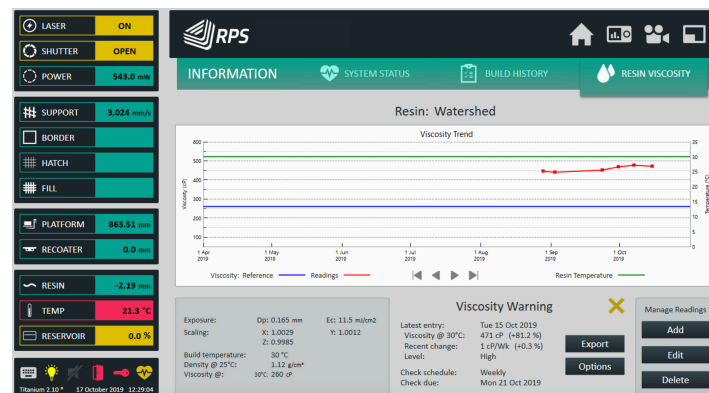 LASER ON
SHUTTER OPEN
POWER 543.0 mW
SUPPORT 3,024 mm/s
BORDER
HATCH
FILL
PLATFORM 863.51 mm
RECOATER 0.0 mm
RESIN -2.19 mm
TEMP 21.3 °C
RESERVOIR 0.0 %
Titanium 2.10 * 17 October 2019 12:29:04
RPS
INFORMATION SYSTEM STATUS BUILD HISTORY RESIN VISCOSITY
Resin: Watershed
Viscosity Trend
Viscosity (cP)
600
500
400
300
200
100
35
30
25
20
15
10
5
0
Temperature (°C)
1 Apr 2019
1 May 2019
1 Jun 2019
1 Jul 2019
1 Aug 2019
1 Sep 2019
1 Oct 2019
Viscosity: Reference Readings Resin Temperature
Exposure: Dp: 0.165 mm Ec: 11.5 mJ/cm2
Scaling: X: 1.0029 Y: 1.0012
Z: 0.9985
Build temperature: 30 °C
Density @ 25°C: 1.12 g/cm³
Viscosity @: 30°C: 260 cP
Viscosity Warning
Latest entry: Tue 15 Oct 2019
Viscosity @ 30°C: 471 cP (+81.2 %)
Recent change: 1 cP/Wk (+0.3 %)
Level: High
Check schedule: Weekly
Check due: Mon 21 Oct 2019
Export
Options
Manage Readings
Add
Edit
Delete